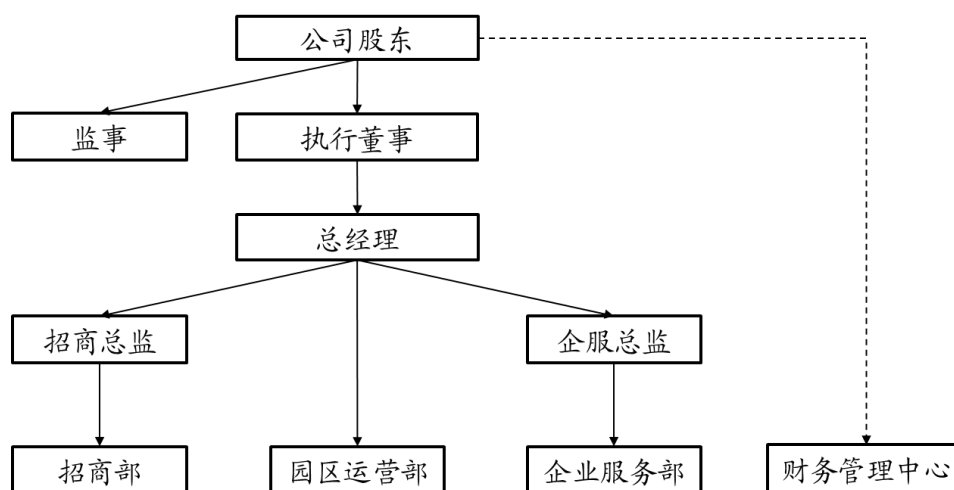 公司股东
监事
执行董事
总经理
招商总监
企服总监
招商部
园区运营部
企业服务部
财务管理中心